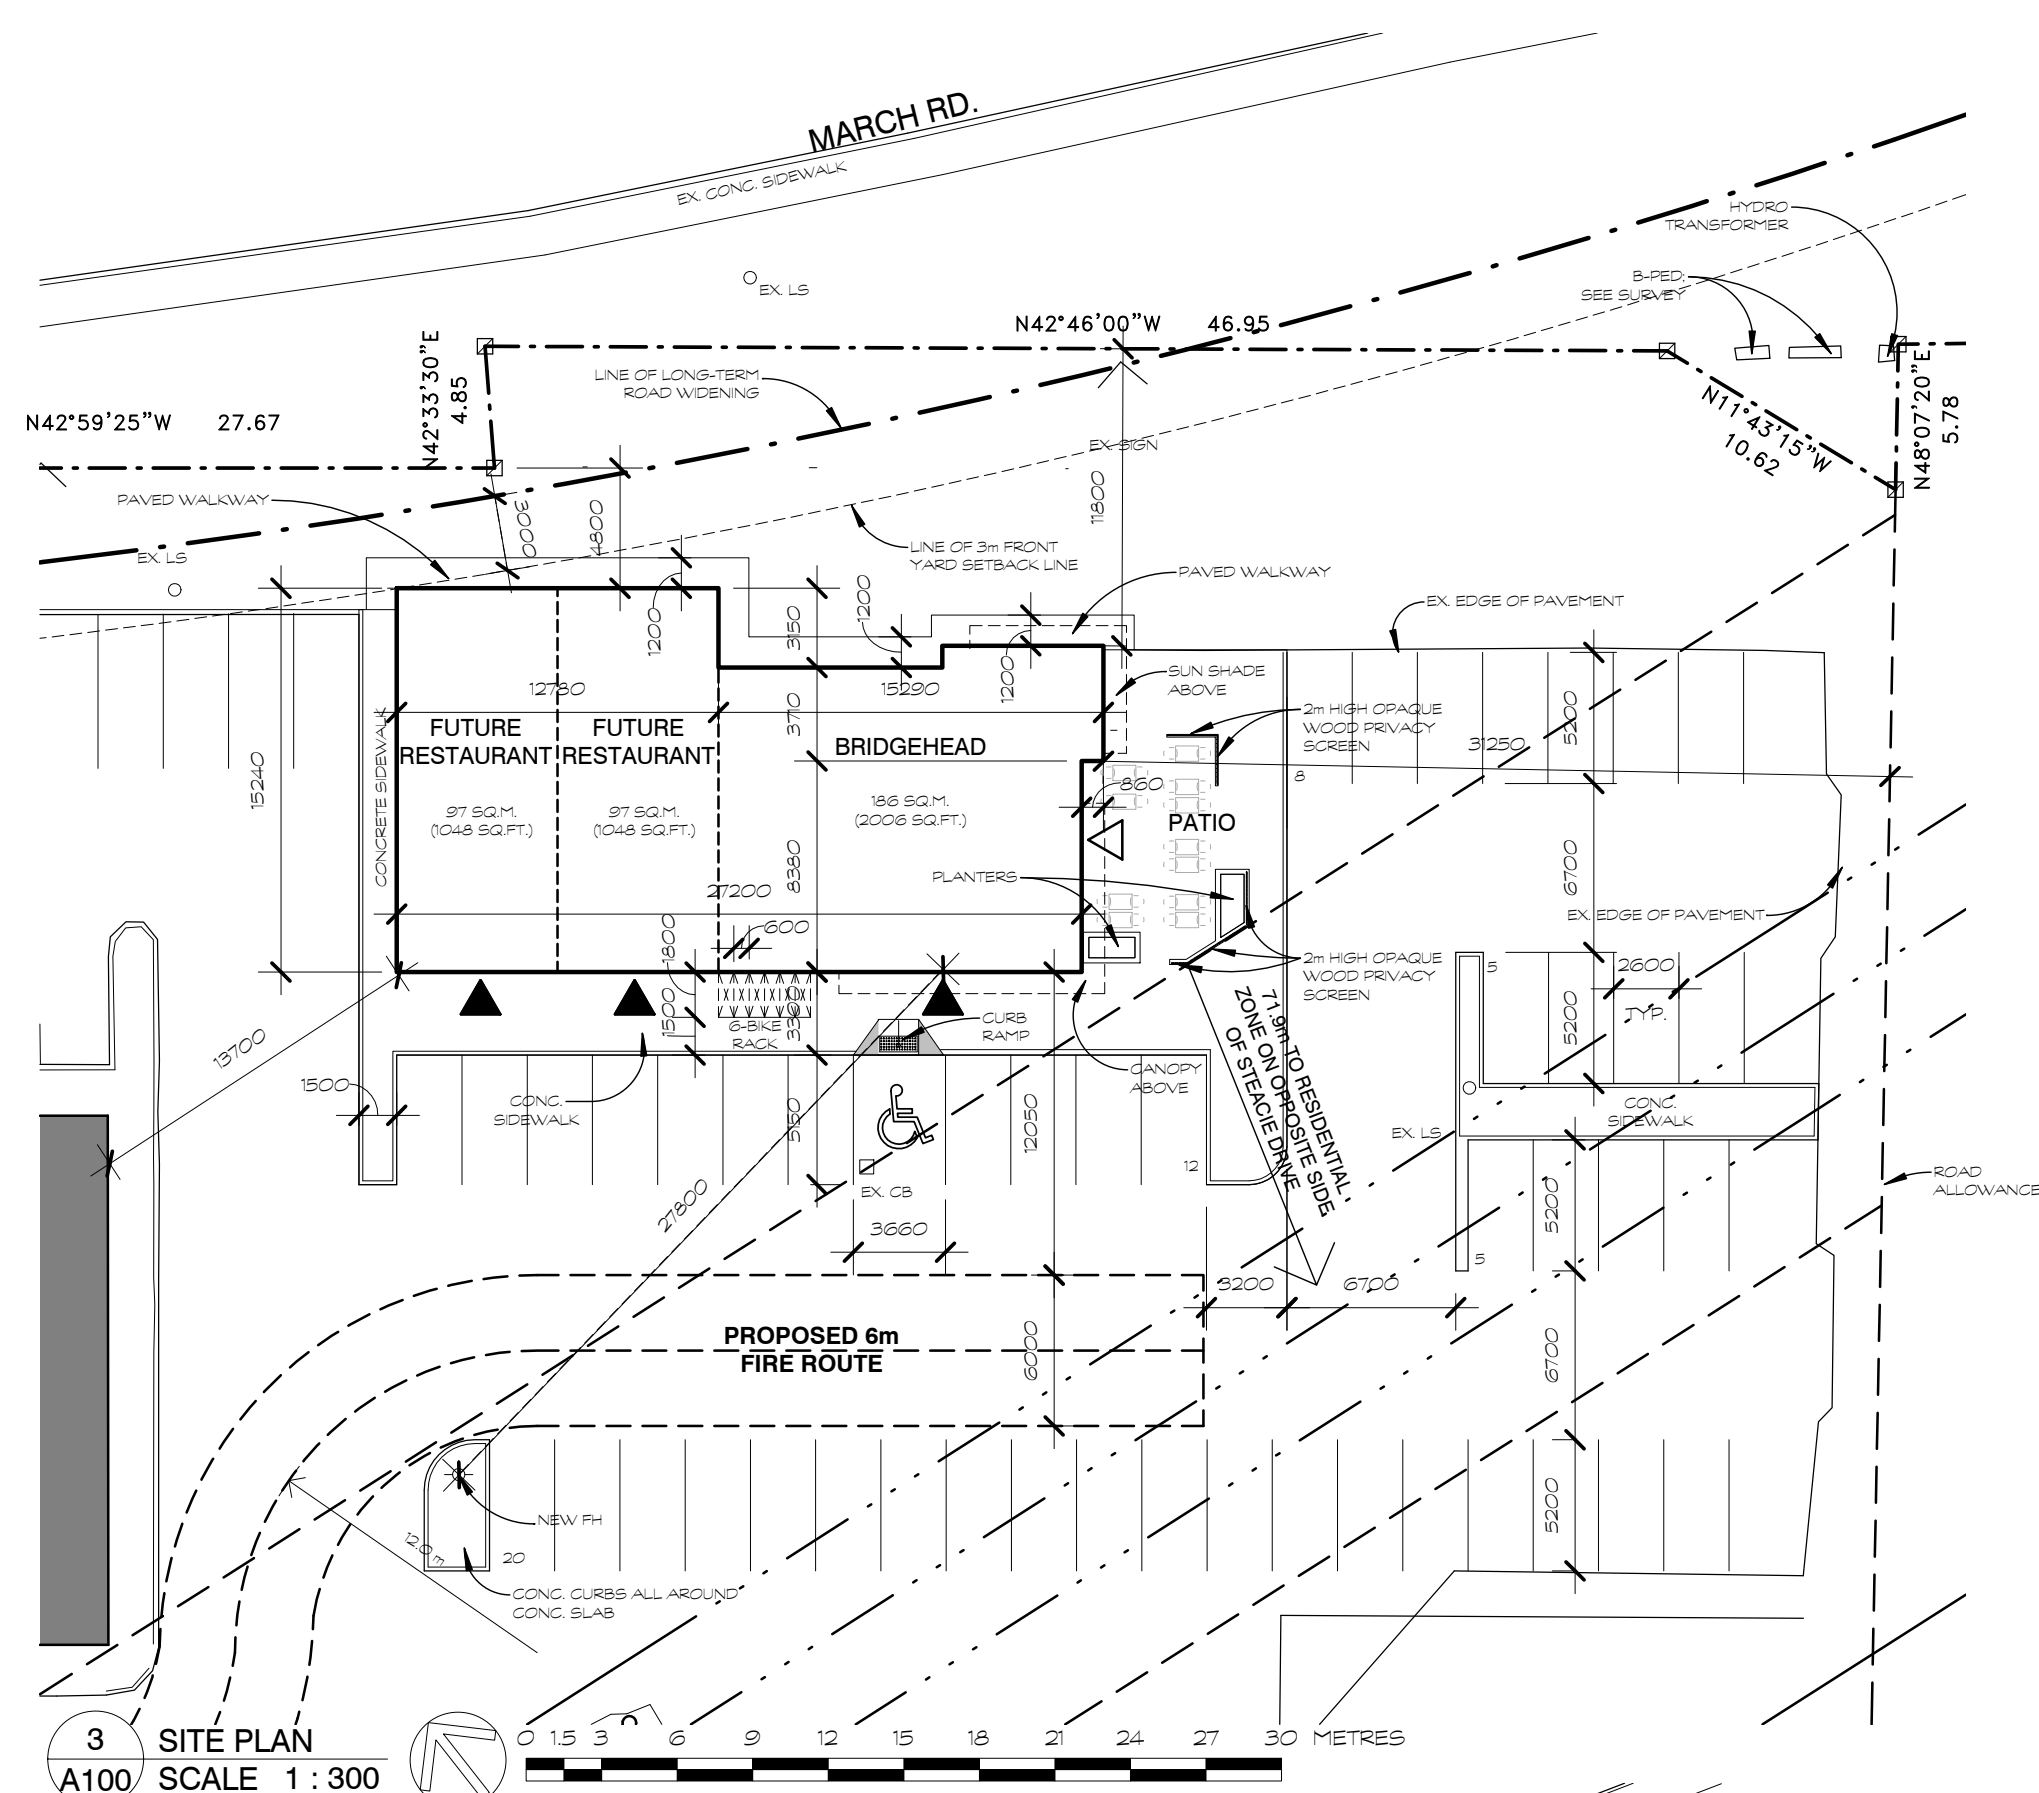 MARCH RD.
EX. CONC. SIDEWALK
HYDRO
TRANSFORMER
B-PED;
SEE SURVEY
EX. LS
N42°46'00"W 46.95
N42°33'30"E
4.85
LINE OF LONG-TERM
ROAD WIDENING
N42°59'25"W 27.67
N11°43'15"W
10.62
N48°07'20"E
5.78
EX. SIGN
PAVED WALKWAY
3000
4800
11800
EX. LS
LINE OF 3m FRONT
YARD SETBACK LINE
PAVED WALKWAY
EX. EDGE OF PAVEMENT
1200
3150
1200
1200
12780
15290
SUN SHADE
ABOVE
2m HIGH OPAQUE
WOOD PRIVACY
SCREEN
31250
5200
8
CONCRETE SIDEWALK
15240
FUTURE
RESTAURANT
FUTURE
RESTAURANT
BRIDGEHEAD
3710
97 SQ.M.
(1048 SQ.FT.)
97 SQ.M.
(1048 SQ.FT.)
186 SQ.M.
(2006 SQ.FT.)
860
PATIO
8380
6700
PLANTERS
27200
600
1800
EX. EDGE OF PAVEMENT
2m HIGH OPAQUE
WOOD PRIVACY
SCREEN
5
2600
TYP.
5200
1500
6-BIKE
RACK
3300
CURB
RAMP
CANOPY
ABOVE
71.9m TO RESIDENTIAL
ZONE ON OPPOSITE SIDE
OF STEACIE DRIVE
13700
1500
CONC.
SIDEWALK
5150
12050
12
CONC.
SIDEWALK
EX. LS
ROAD
ALLOWANCE
EX. CB
27800
3660
5200
5
3200
6700
PROPOSED 6m
FIRE ROUTE
6000
6700
5200
NEW FH
12.0 m
20
CONC. CURBS ALL AROUND
CONC. SLAB
3
A100
SITE PLAN
SCALE 1 : 300
0 1.5 3 6 9 12 15 18 21 24 27 30 METRES